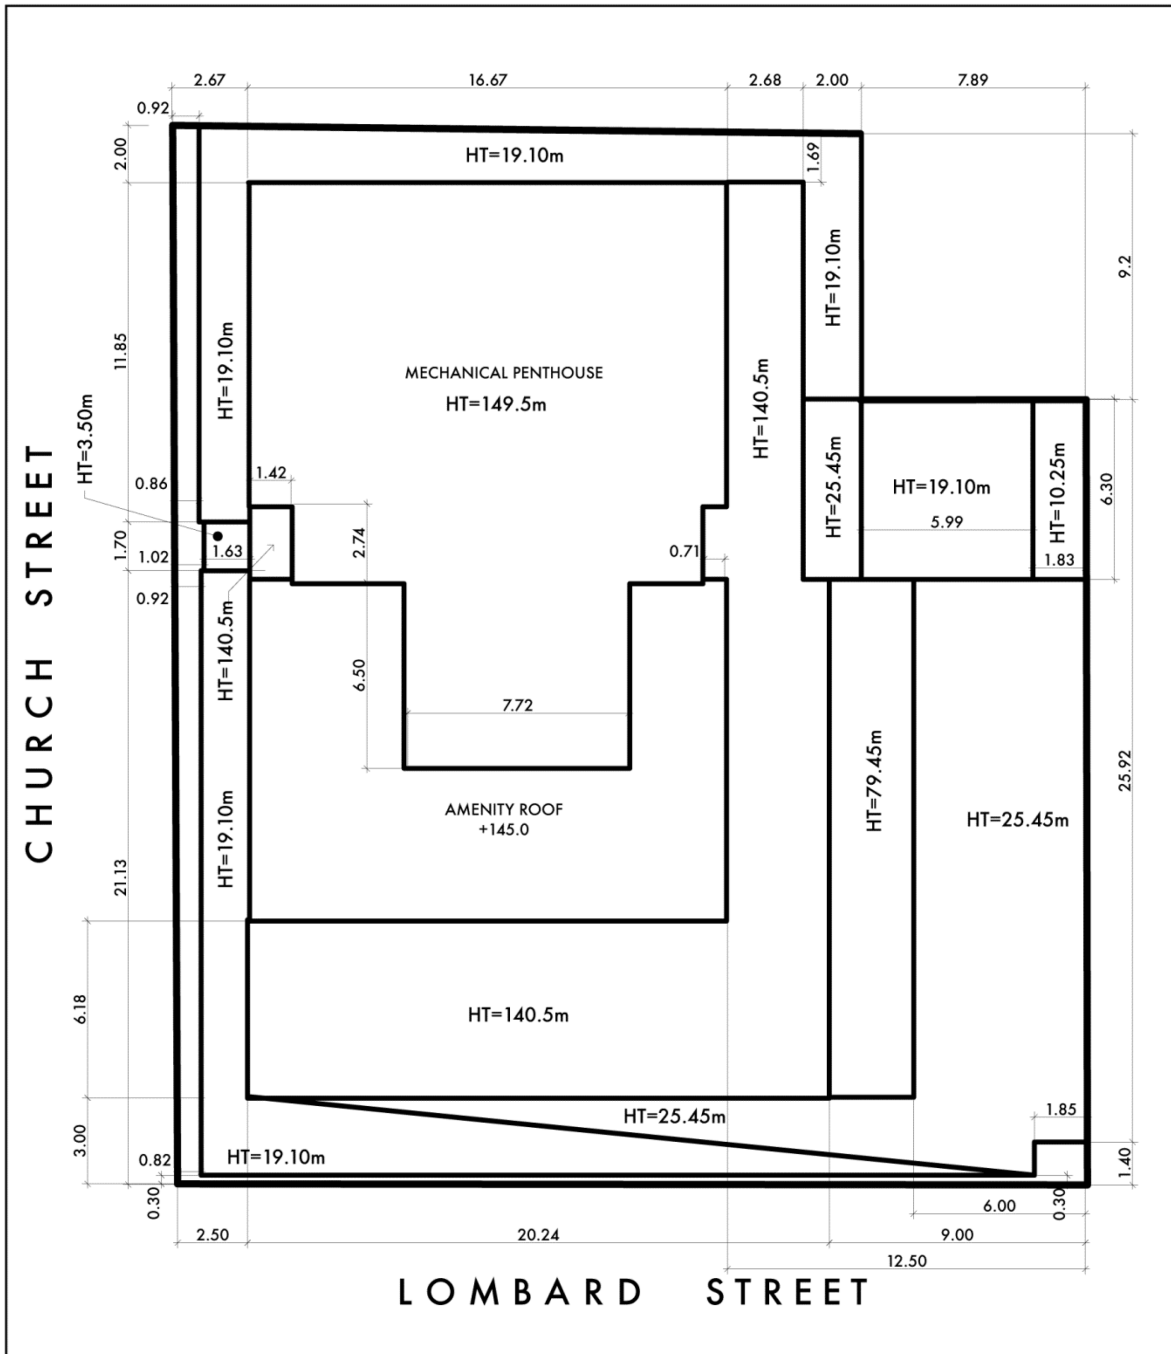 2.67
16.67
2.68
2.00
7.89
0.92
2.00
HT=19.10m
1.69
9.2
HT=19.10m
11.85
HT=19.10m
MECHANICAL PENTHOUSE
HT=149.5m
HT=140.5m
HT=3.50m
1.42
0.86
HT=25.45m
HT=19.10m
HT=10.25m
6.30
5.99
1.70
1.02
1.63
2.74
0.71
1.83
0.92
HT=140.5m
6.50
7.72
CHURCH STREET
HT=79.45m
25.92
AMENITY ROOF
+145.0
HT=25.45m
HT=19.10m
21.13
6.18
HT=140.5m
HT=25.45m
1.85
3.00
0.82
HT=19.10m
1.40
0.30
0.30
6.00
2.50
20.24
9.00
12.50
LOMBARD STREET